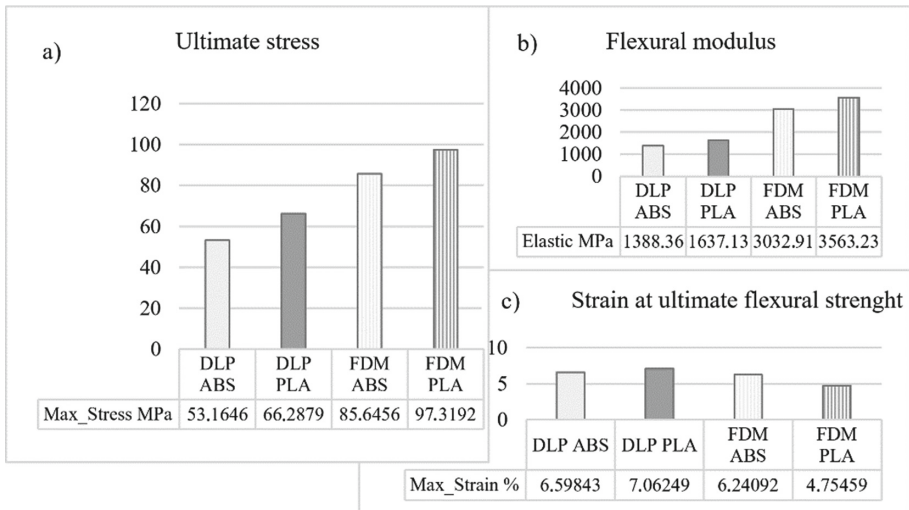 a) Ultimate stress
120
100
80
60
40
20
0
DLP ABS DLP PLA FDM ABS FDM PLA
Max_Stress MPa 53.1646 66.2879 85.6456 97.3192
b) Flexural modulus
4000
3000
2000
1000
0
DLP ABS DLP PLA FDM ABS FDM PLA
Elastic MPa 1388.36 1637.13 3032.91 3563.23
c) Strain at ultimate flexural strenght
10
5
0
DLP ABS DLP PLA FDM ABS FDM PLA
Max_Strain % 6.59843 7.06249 6.24092 4.75459